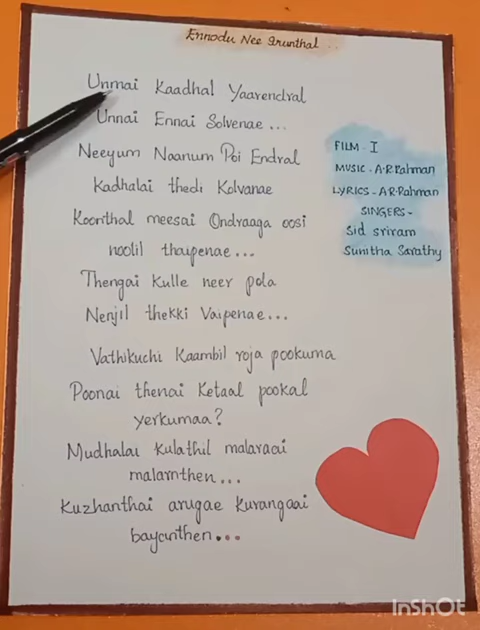 Ennodu Nee Irunthal..
Unmai Kaadhal Yaarendral
Unnai Ennai Solvenae...
Neeyum Naanum Poi Endral
Kadhalai thedi Kolvanae
Koonthal meesai Ondraaga oosi
noolil thaipenae...
Thengai kulle neer pola
Nenjil thekki Vaipenae...
Vathikuchi Kaambil roja pookuma
Poonai thenai Ketaal pookal
yerkumaa?
Mudhalai kulathil malaraai
malarnthen...
Kuzhanthai arugae kurangaai
bayanthen...
FILM - I
MUSIC - A.R.Rahman
LYRICS - A.R.Rahman
SINGERS -
Sid sriram
Sunitha Sarathy
InShOt